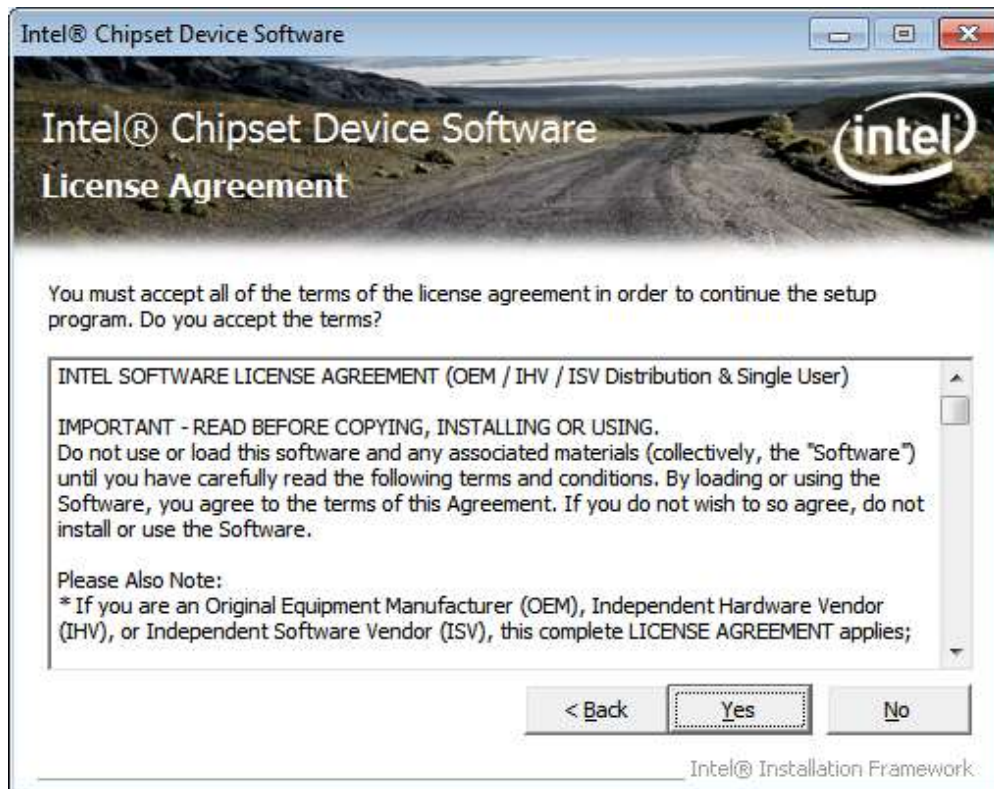 Intel® Chipset Device Software
Intel® Chipset Device Software
intel
License Agreement
You must accept all of the terms of the license agreement in order to continue the setup
program. Do you accept the terms?
INTEL SOFTWARE LICENSE AGREEMENT (OEM / IHV / ISV Distribution & Single User)
IMPORTANT - READ BEFORE COPYING, INSTALLING OR USING.
Do not use or load this software and any associated materials (collectively, the "Software")
until you have carefully read the following terms and conditions. By loading or using the
Software, you agree to the terms of this Agreement. If you do not wish to so agree, do not
install or use the Software.
Please Also Note:
* If you are an Original Equipment Manufacturer (OEM), Independent Hardware Vendor
(IHV), or Independent Software Vendor (ISV), this complete LICENSE AGREEMENT applies;
< Back
Yes
No
Intel® Installation Framework